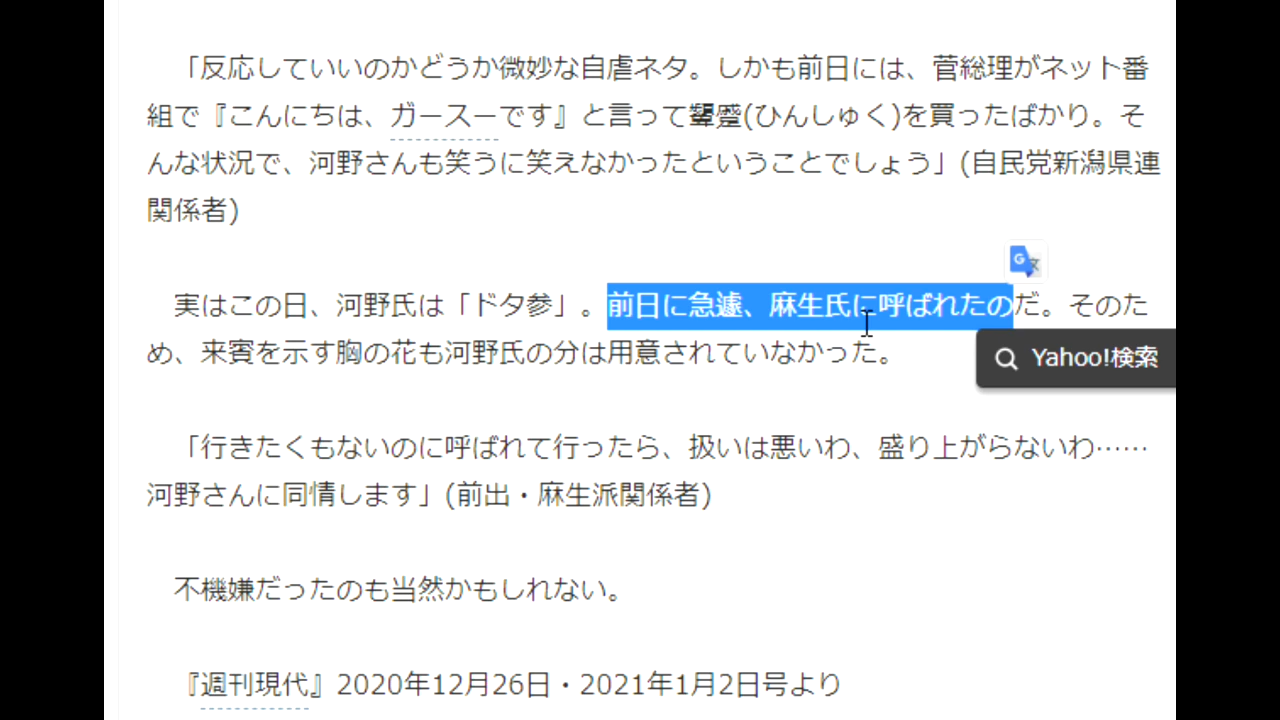 「反応していいのかどうか微妙な自虐ネタ。しかも前日には、菅総理がネット番
組で『こんにちは、ガースーです』と言って顰蹙(ひんしゅく)を買ったばかり。そ
んな状況で、河野さんも笑うに笑えなかったということでしょう」(自民党新潟県連
関係者)
実はこの日、河野氏は「ドタ参」。前日に急遽、麻生氏に呼ばれたのだ。そのた
め、来賓を示す胸の花も河野氏の分は用意されていなかった。
Yahoo!検索
「行きたくもないのに呼ばれて行ったら、扱いは悪いわ、盛り上がらないわ……
河野さんに同情します」(前出・麻生派関係者)
不機嫌だったのも当然かもしれない。
『週刊現代』2020年12月26日・2021年1月2日号より